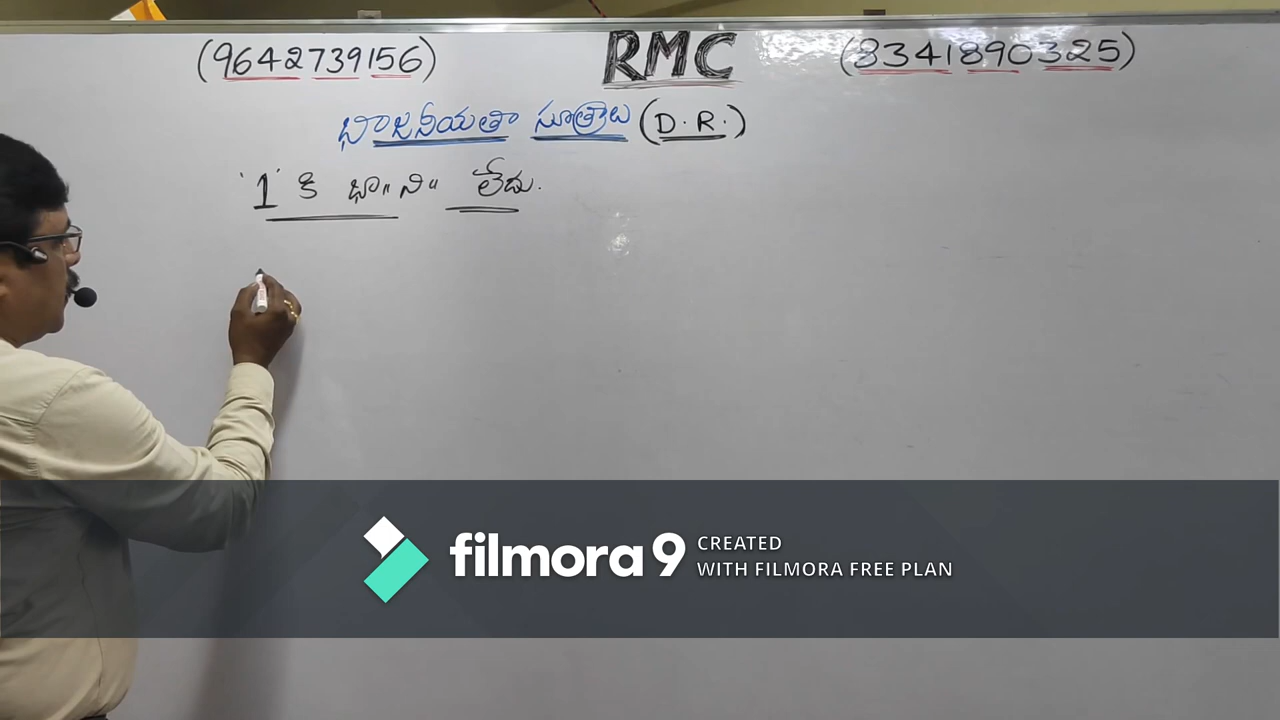 (9642739156) RMC (8341890325)
భాజనీయతా సూత్రాలు (D.R.)
'1' కి భా" ని" లేదు.
filmora 9 CREATED
WITH FILMORA FREE PLAN